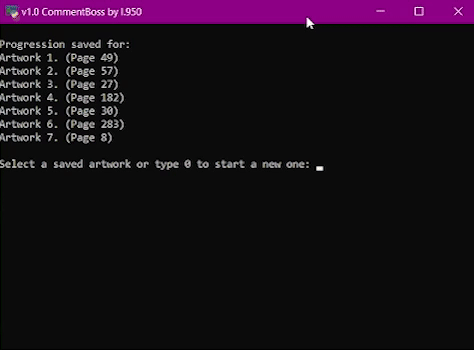 v1.0 CommentBoss by I.950
Progression saved for:
Artwork 1. (Page 49)
Artwork 2. (Page 57)
Artwork 3. (Page 27)
Artwork 4. (Page 182)
Artwork 5. (Page 30)
Artwork 6. (Page 283)
Artwork 7. (Page 8)
Select a saved artwork or type 0 to start a new one: